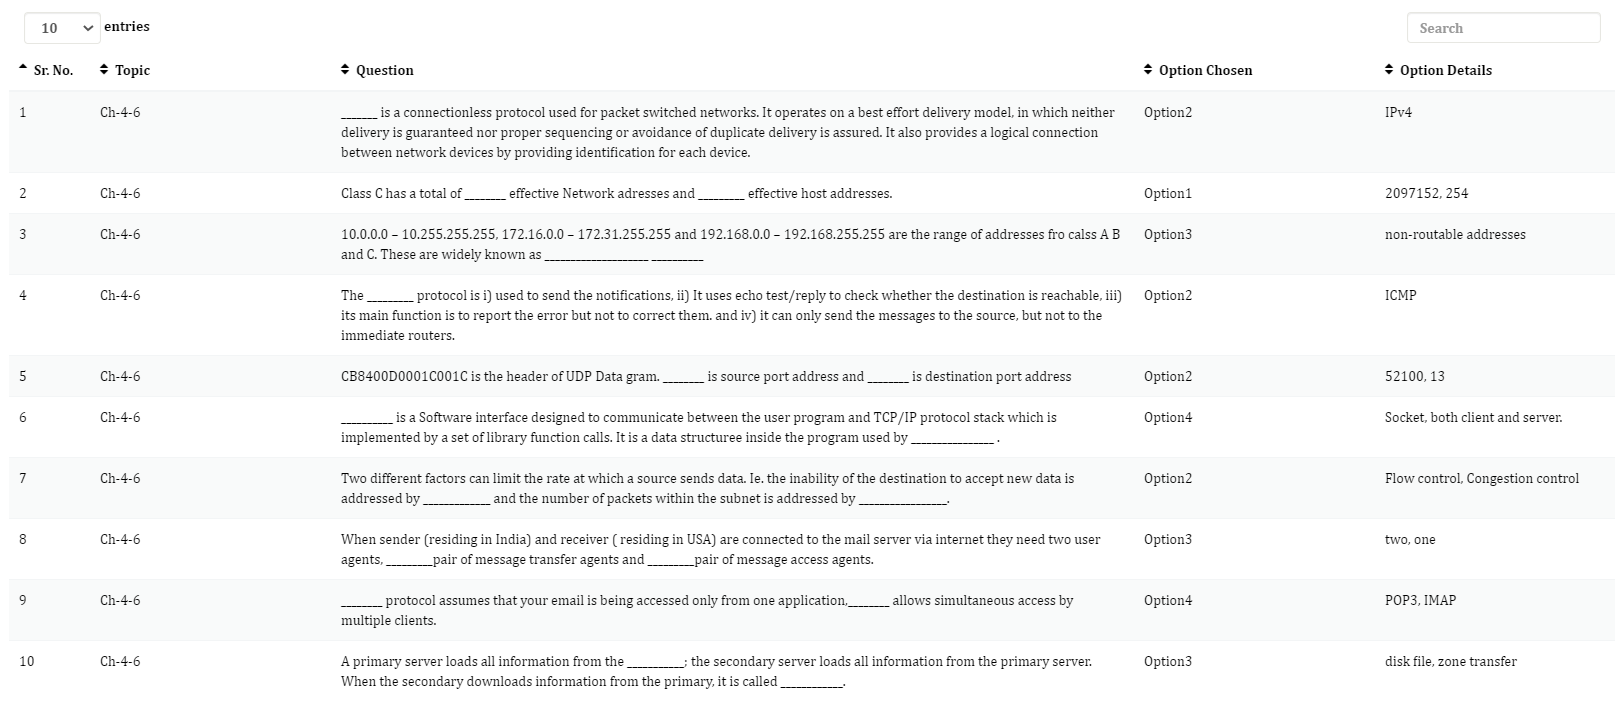 10 entries Search
Sr. No. Topic Question Option Chosen Option Details
1 Ch-4-6 _______ is a connectionless protocol used for packet switched networks. It operates on a best effort delivery model, in which neither Option2 IPv4
delivery is guaranteed nor proper sequencing or avoidance of duplicate delivery is assured. It also provides a logical connection
between network devices by providing identification for each device.
2 Ch-4-6 Class C has a total of ________ effective Network adresses and _________ effective host addresses. Option1 2097152, 254
3 Ch-4-6 10.0.0.0 – 10.255.255.255, 172.16.0.0 – 172.31.255.255 and 192.168.0.0 – 192.168.255.255 are the range of addresses fro calss A B Option3 non-routable addresses
and C. These are widely known as ____________________ __________
4 Ch-4-6 The _________ protocol is i) used to send the notifications, ii) It uses echo test/reply to check whether the destination is reachable, iii) Option2 ICMP
its main function is to report the error but not to correct them. and iv) it can only send the messages to the source, but not to the
immediate routers.
5 Ch-4-6 CB8400D0001C001C is the header of UDP Data gram. ________ is source port address and ________ is destination port address Option2 52100, 13
6 Ch-4-6 __________ is a Software interface designed to communicate between the user program and TCP/IP protocol stack which is Option4 Socket, both client and server.
implemented by a set of library function calls. It is a data structuree inside the program used by ________________ .
7 Ch-4-6 Two different factors can limit the rate at which a source sends data. Ie. the inability of the destination to accept new data is Option2 Flow control, Congestion control
addressed by _____________ and the number of packets within the subnet is addressed by _________________.
8 Ch-4-6 When sender (residing in India) and receiver ( residing in USA) are connected to the mail server via internet they need two user Option3 two, one
agents, _________pair of message transfer agents and _________pair of message access agents.
9 Ch-4-6 ________ protocol assumes that your email is being accessed only from one application,________ allows simultaneous access by Option4 POP3, IMAP
multiple clients.
10 Ch-4-6 A primary server loads all information from the ___________; the secondary server loads all information from the primary server. Option3 disk file, zone transfer
When the secondary downloads information from the primary, it is called ____________.